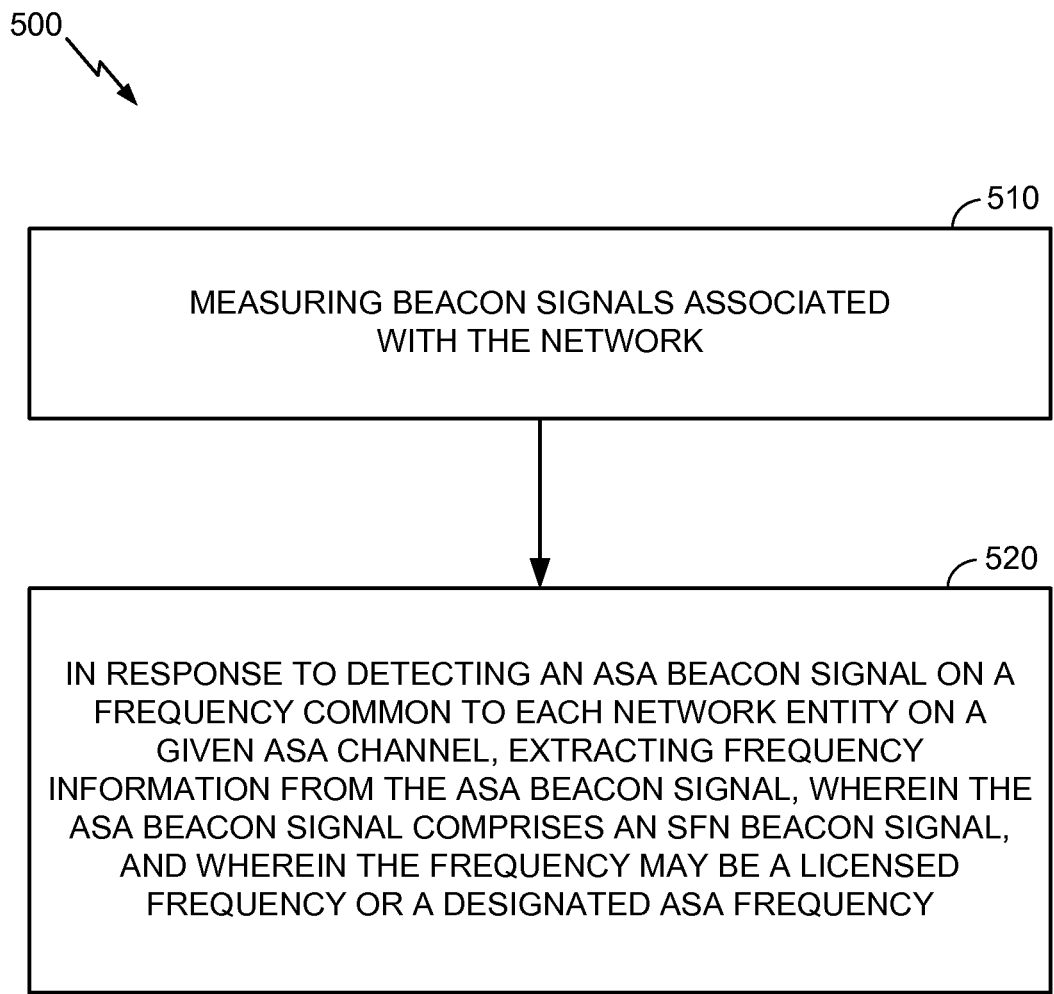 500
510
MEASURING BEACON SIGNALS ASSOCIATED
WITH THE NETWORK
520
IN RESPONSE TO DETECTING AN ASA BEACON SIGNAL ON A
FREQUENCY COMMON TO EACH NETWORK ENTITY ON A
GIVEN ASA CHANNEL, EXTRACTING FREQUENCY
INFORMATION FROM THE ASA BEACON SIGNAL, WHEREIN THE
ASA BEACON SIGNAL COMPRISES AN SFN BEACON SIGNAL,
AND WHEREIN THE FREQUENCY MAY BE A LICENSED
FREQUENCY OR A DESIGNATED ASA FREQUENCY